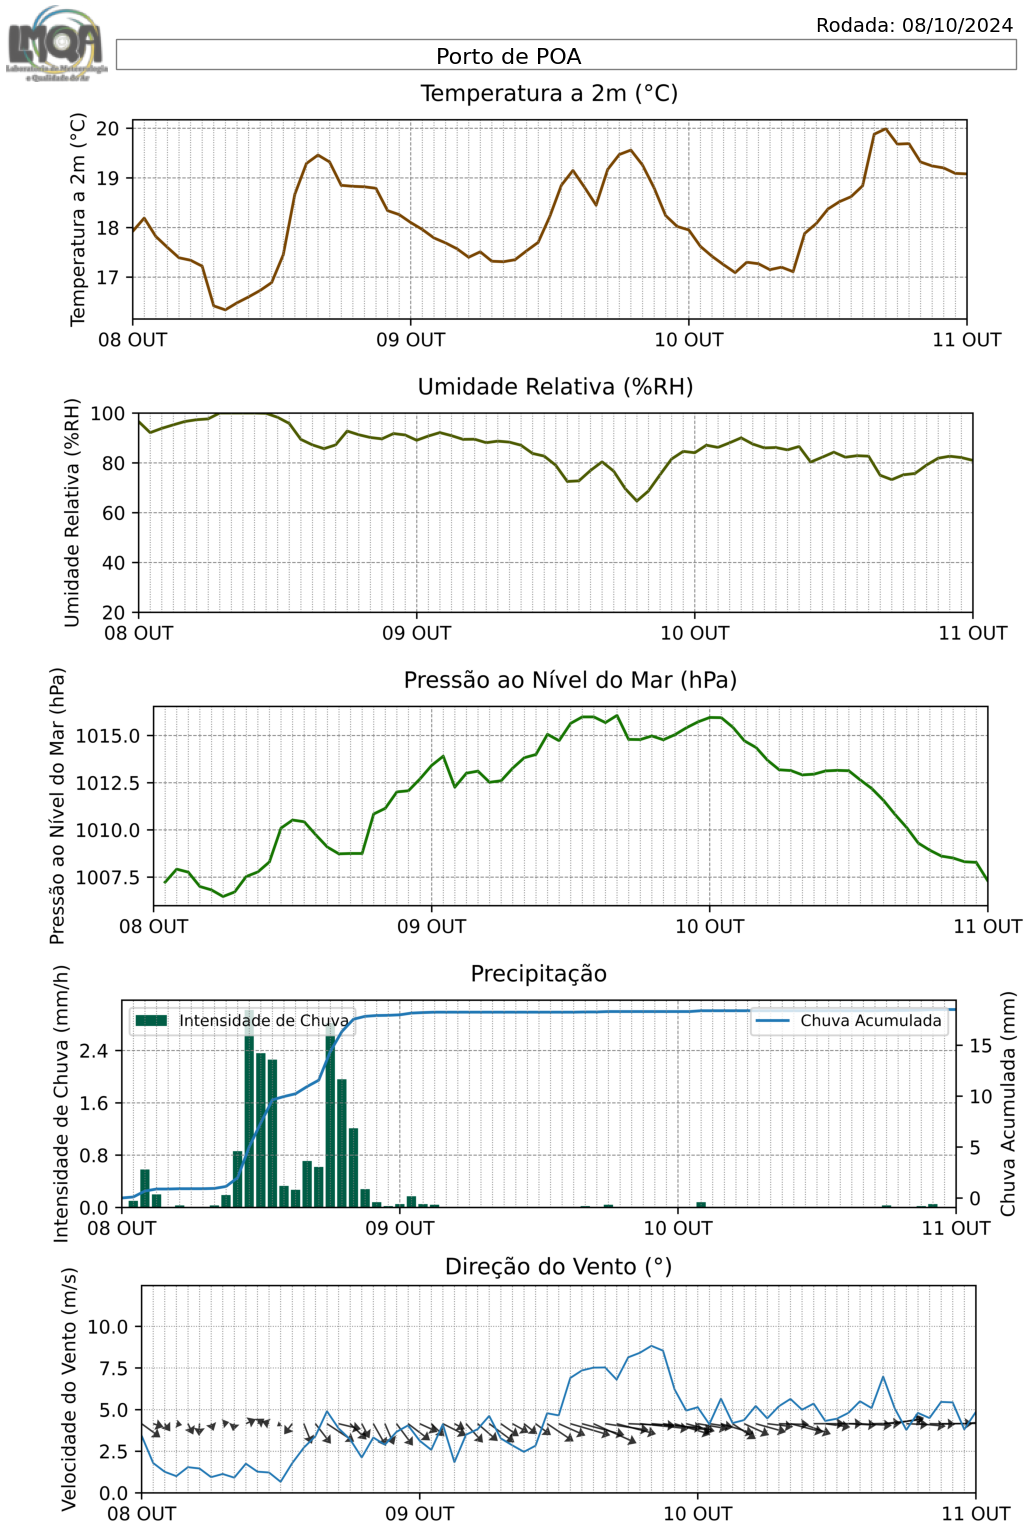 LMQA
Laboratório de Meteorologia
e Qualidade do Ar
Rodada: 08/10/2024
Porto de POA
Temperatura a 2m (°C)
Temperatura a 2m (°C)
20
19
18
17
08 OUT 09 OUT 10 OUT 11 OUT
Umidade Relativa (%RH)
Umidade Relativa (%RH)
100
80
60
40
20
08 OUT 09 OUT 10 OUT 11 OUT
Pressão ao Nível do Mar (hPa)
Pressão ao Nível do Mar (hPa)
1015.0
1012.5
1010.0
1007.5
08 OUT 09 OUT 10 OUT 11 OUT
Precipitação
Intensidade de Chuva (mm/h)
Intensidade de Chuva
Chuva Acumulada
2.4
1.6
0.8
0.0
15
10
5
0
Chuva Acumulada (mm)
08 OUT 09 OUT 10 OUT 11 OUT
Direção do Vento (°)
Velocidade do Vento (m/s)
10.0
7.5
5.0
2.5
0.0
08 OUT 09 OUT 10 OUT 11 OUT